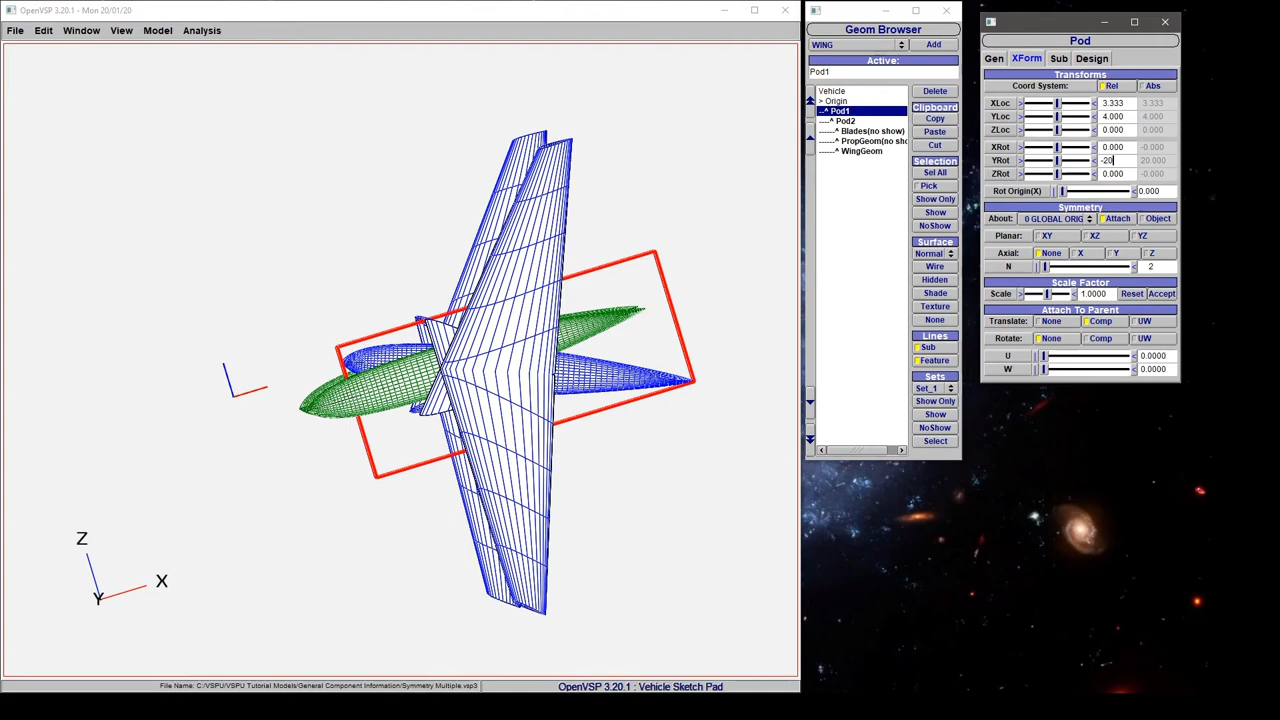 OpenVSP 3.20.1 - Mon 20/01/20
File Edit Window View Model Analysis
Z
X
Y
File Name: C:/VSPU/VSPU Tutorial Models/General Component Information/Symmetry Multiple.vsp3
OpenVSP 3.20.1 : Vehicle Sketch Pad
Geom Browser
WING Add
Active:
Pod1
Vehicle
> Origin
--^ Pod1
----^ Pod2
------^ Blades(no show)
------^ PropGeom(no sho
------^ WingGeom
Delete
Clipboard
Copy
Paste
Cut
Selection
Sel All
Pick
Show Only
Show
NoShow
Surface
Normal
Wire
Hidden
Shade
Texture
None
Lines
Sub
Feature
Sets
Set_1
Show Only
Show
NoShow
Select
Pod
Gen XForm Sub Design
Transforms
Coord System: Rel Abs
XLoc > < 3.333 3.333
YLoc > < 4.000 4.000
ZLoc > < 0.000 0.000
XRot > < 0.000 -0.000
YRot > < -20 20.000
ZRot > < 0.000 -0.000
Rot Origin(X) < 0.000
Symmetry
About: 0 GLOBAL ORIG Attach Object
Planar: XY XZ YZ
Axial: None X Y Z
N < 2
Scale Factor
Scale > < 1.0000 Reset Accept
Attach To Parent
Translate: None Comp UW
Rotate: None Comp UW
U < 0.0000
W < 0.0000